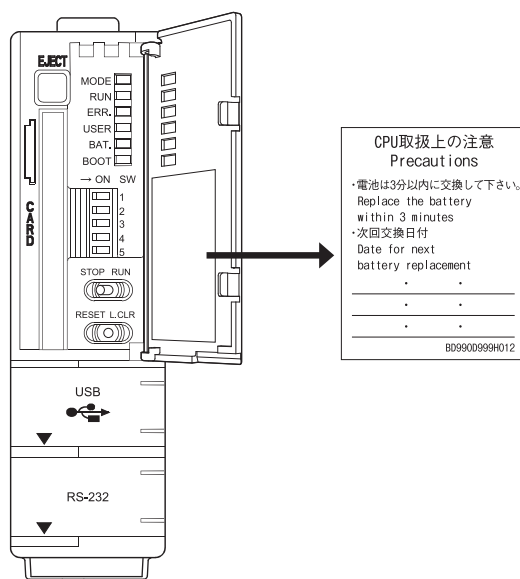 EJECT
MODE
RUN
ERR.
USER
BAT.
BOOT
→ ON SW
1
2
3
4
5
CARD
STOP RUN
RESET L.CLR
USB
RS-232
CPU取扱上の注意
Precautions
・電池は3分以内に交換して下さい。
Replace the battery
within 3 minutes
・次回交換日付
Date for next
battery replacement
・ ・
・ ・
・ ・
BD990D999H012